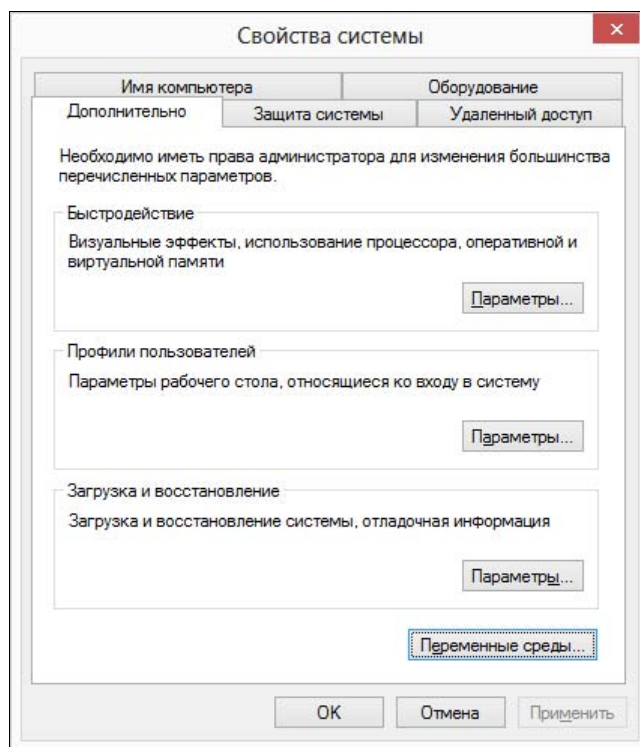 Свойства системы
Имя компьютера
Оборудование
Дополнительно
Защита системы
Удаленный доступ
Необходимо иметь права администратора для изменения большинства
перечисленных параметров.
Быстродействие
Визуальные эффекты, использование процессора, оперативной и
виртуальной памяти
Параметры...
Профили пользователей
Параметры рабочего стола, относящиеся ко входу в систему
Параметры...
Загрузка и восстановление
Загрузка и восстановление системы, отладочная информация
Параметры...
Переменные среды...
ОК
Отмена
Применить